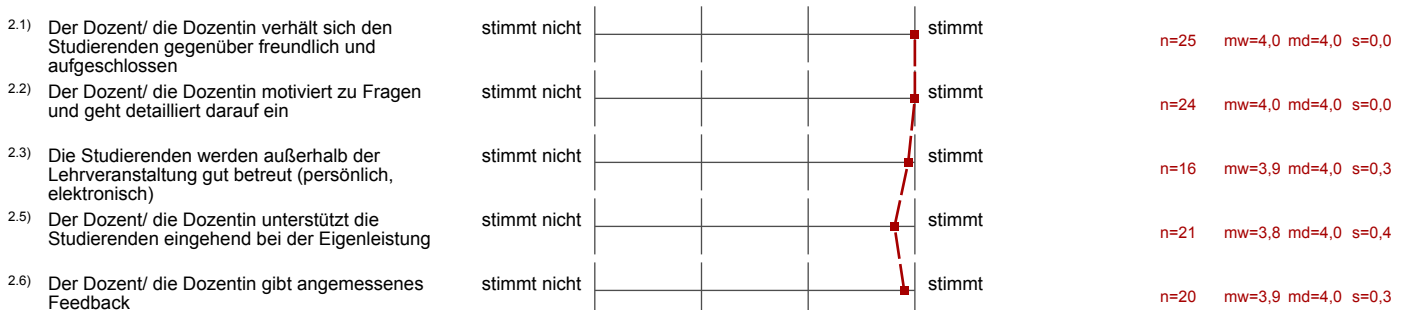 2.1) Der Dozent/ die Dozentin verhält sich den
Studierenden gegenüber freundlich und
aufgeschlossen
stimmt nicht
stimmt
n=25 mw=4,0 md=4,0 s=0,0
2.2) Der Dozent/ die Dozentin motiviert zu Fragen
und geht detailliert darauf ein
stimmt nicht
stimmt
n=24 mw=4,0 md=4,0 s=0,0
2.3) Die Studierenden werden außerhalb der
Lehrveranstaltung gut betreut (persönlich,
elektronisch)
stimmt nicht
stimmt
n=16 mw=3,9 md=4,0 s=0,3
2.5) Der Dozent/ die Dozentin unterstützt die
Studierenden eingehend bei der Eigenleistung
stimmt nicht
stimmt
n=21 mw=3,8 md=4,0 s=0,4
2.6) Der Dozent/ die Dozentin gibt angemessenes
Feedback
stimmt nicht
stimmt
n=20 mw=3,9 md=4,0 s=0,3